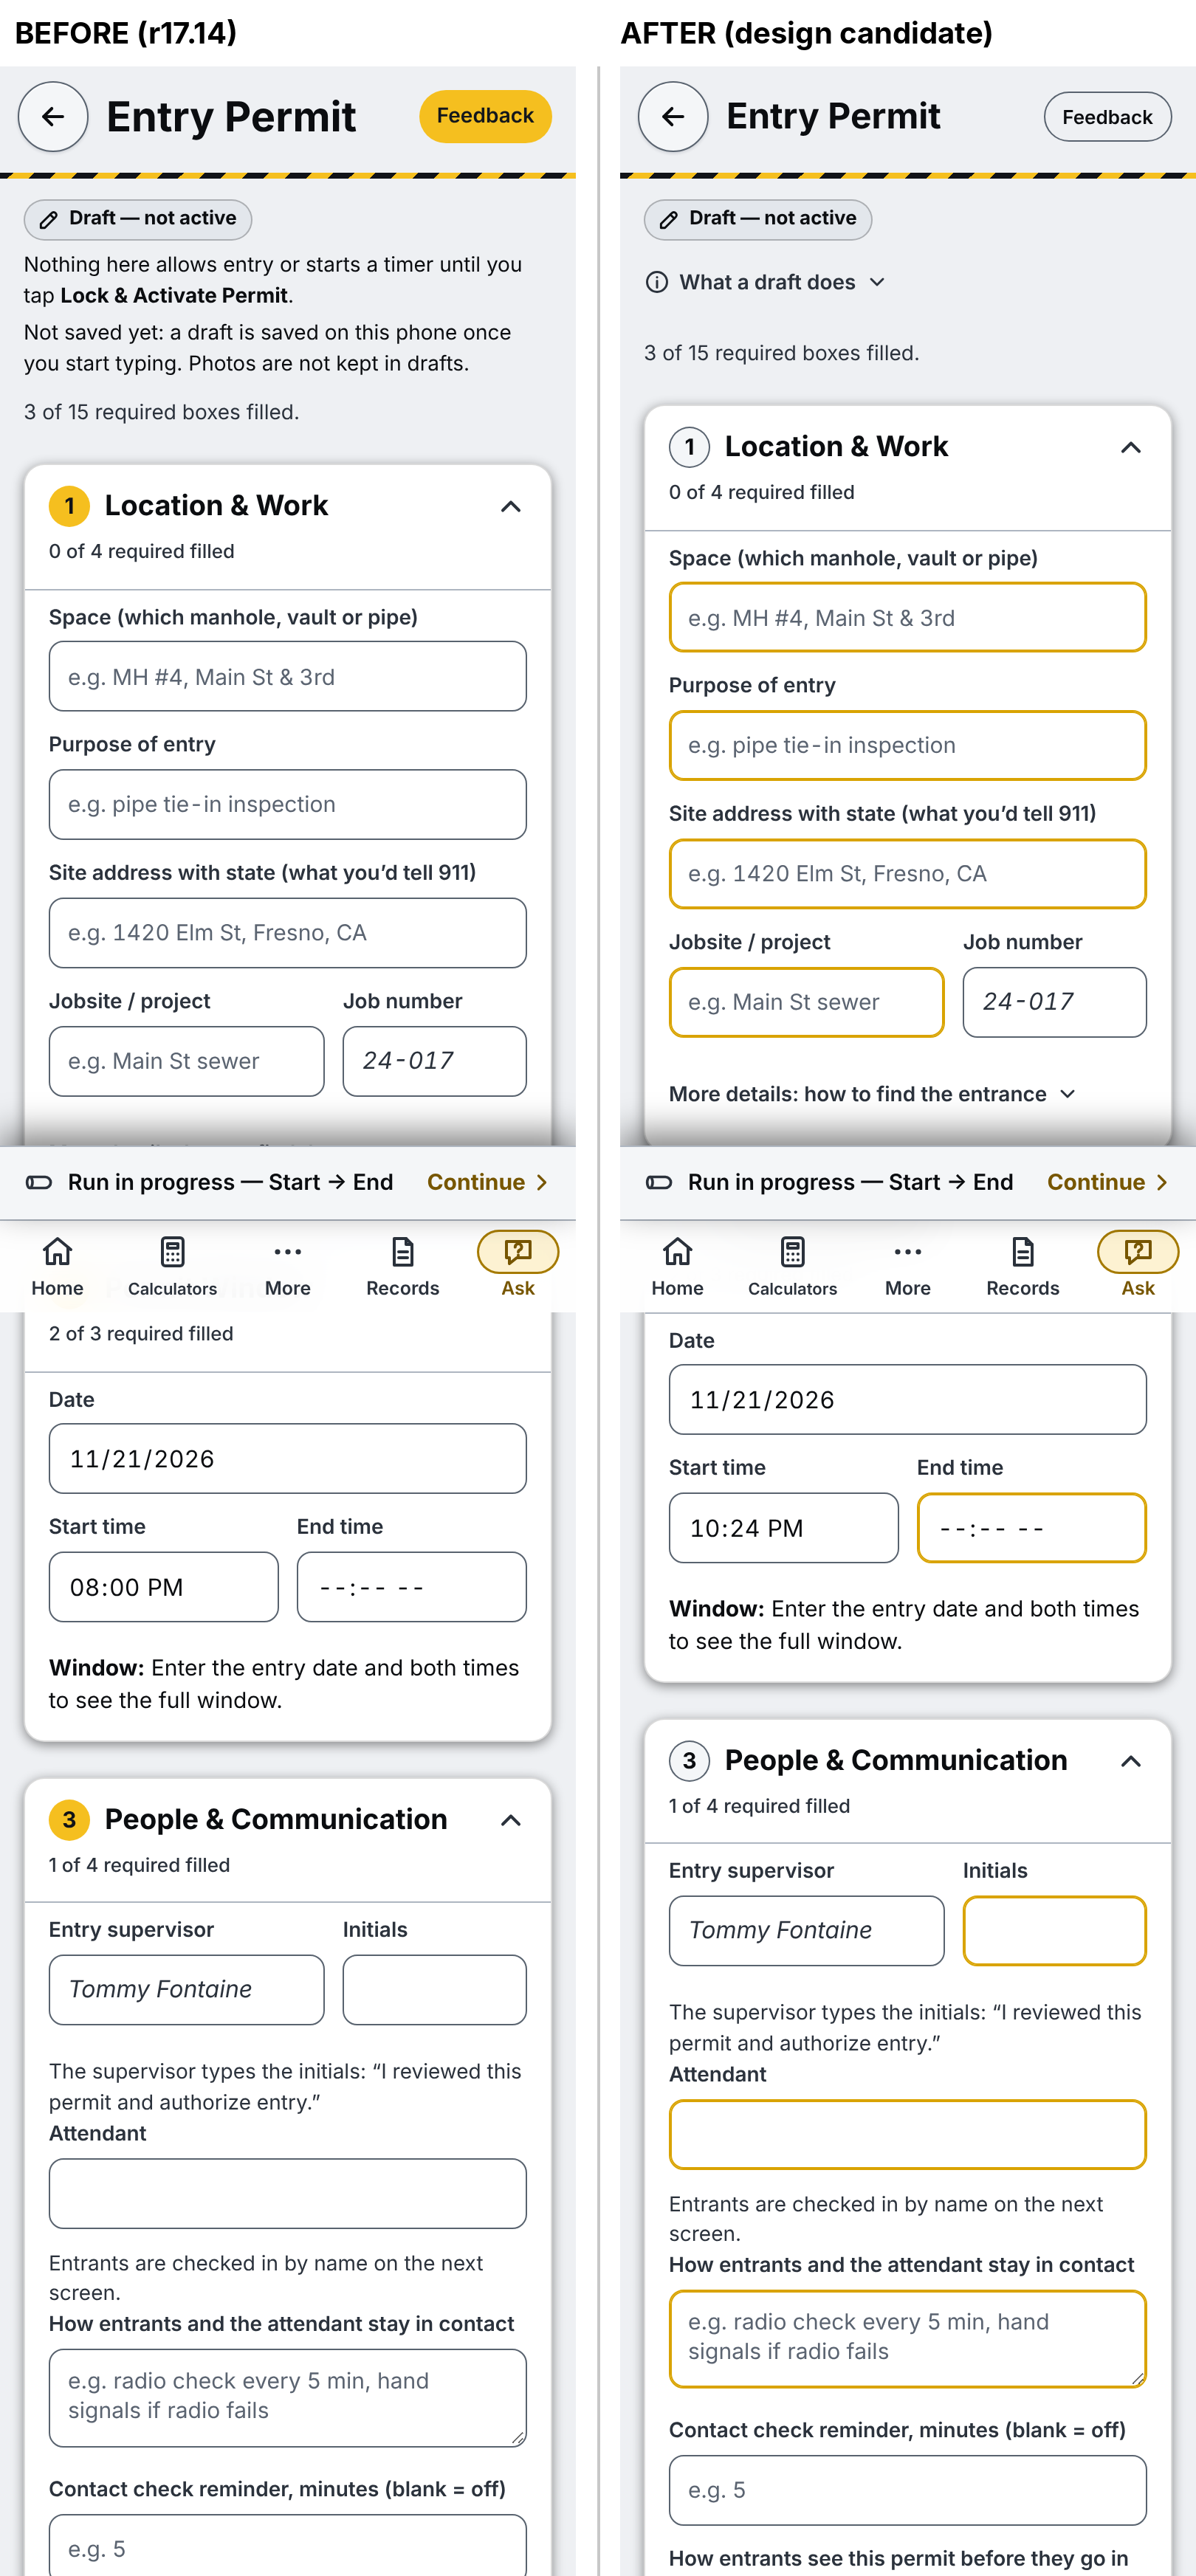 BEFORE (r17.14)
Entry Permit
Feedback
Draft — not active
Nothing here allows entry or starts a timer until you
tap Lock & Activate Permit.
Not saved yet: a draft is saved on this phone once
you start typing. Photos are not kept in drafts.
3 of 15 required boxes filled.
1
Location & Work
0 of 4 required filled
Space (which manhole, vault or pipe)
e.g. MH #4, Main St & 3rd
Purpose of entry
e.g. pipe tie-in inspection
Site address with state (what you’d tell 911)
e.g. 1420 Elm St, Fresno, CA
Jobsite / project
Job number
e.g. Main St sewer
24-017
Run in progress — Start → End
Continue
Home
Calculators
More
Records
Ask
2 of 3 required filled
Date
11/21/2026
Start time
End time
08:00 PM
--:-- --
Window: Enter the entry date and both times
to see the full window.
3
People & Communication
1 of 4 required filled
Entry supervisor
Initials
Tommy Fontaine
The supervisor types the initials: “I reviewed this
permit and authorize entry.”
Attendant
Entrants are checked in by name on the next
screen.
How entrants and the attendant stay in contact
e.g. radio check every 5 min, hand
signals if radio fails
Contact check reminder, minutes (blank = off)
e.g. 5
AFTER (design candidate)
Entry Permit
Feedback
Draft — not active
What a draft does
3 of 15 required boxes filled.
1
Location & Work
0 of 4 required filled
Space (which manhole, vault or pipe)
e.g. MH #4, Main St & 3rd
Purpose of entry
e.g. pipe tie-in inspection
Site address with state (what you’d tell 911)
e.g. 1420 Elm St, Fresno, CA
Jobsite / project
Job number
e.g. Main St sewer
24-017
More details: how to find the entrance
Run in progress — Start → End
Continue
Home
Calculators
More
Records
Ask
Date
11/21/2026
Start time
End time
10:24 PM
--:-- --
Window: Enter the entry date and both times
to see the full window.
3
People & Communication
1 of 4 required filled
Entry supervisor
Initials
Tommy Fontaine
The supervisor types the initials: “I reviewed this
permit and authorize entry.”
Attendant
Entrants are checked in by name on the next
screen.
How entrants and the attendant stay in contact
e.g. radio check every 5 min, hand
signals if radio fails
Contact check reminder, minutes (blank = off)
e.g. 5
How entrants see this permit before they go in